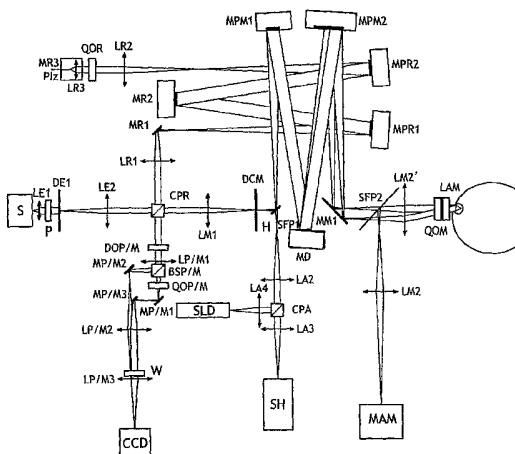 MPM1
MPM2
LR2
QOR
MR3
Plz
LR3
MR2
MPR2
MPR1
MR1
LR1
DCM
LM2'
LAM
SFP2
LE1
DE1
LE2
CPR
S
P
LM1
H
SFP1
MM1
MD
QOM
DOP/M
LP/M1
MP/M2
BSP/M
QOP/M
MP/M3
MP/M1
LA2
LA4
CPA
SLD
LA3
LM2
LP/M2
LP/M3
W
SH
MAM
CCD